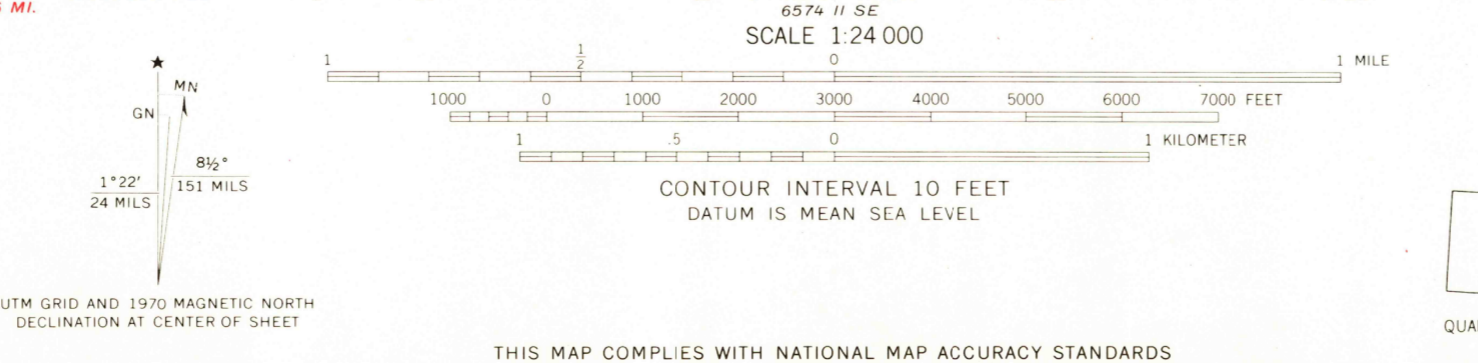 MI.
6574 II SE
SCALE 1:24 000
1 1/2 0 1 MILE
1000 0 1000 2000 3000 4000 5000 6000 7000 FEET
1 .5 0 1 KILOMETER
CONTOUR INTERVAL 10 FEET
DATUM IS MEAN SEA LEVEL
★
MN
GN
1°22′
24 MILS
8½°
151 MILS
UTM GRID AND 1970 MAGNETIC NORTH
DECLINATION AT CENTER OF SHEET
THIS MAP COMPLIES WITH NATIONAL MAP ACCURACY STANDARDS